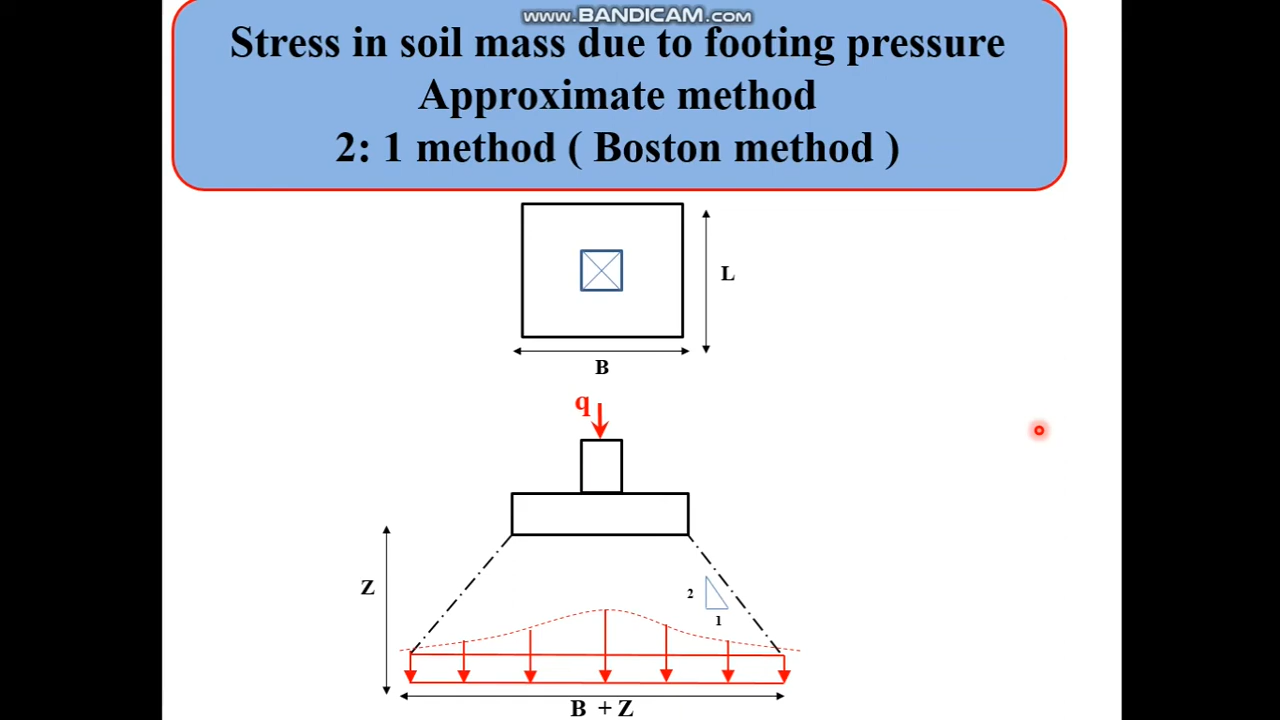 www.BANDICAM.com
Stress in soil mass due to footing pressure
Approximate method
2: 1 method ( Boston method )
L
B
q
Z
2
1
B + Z